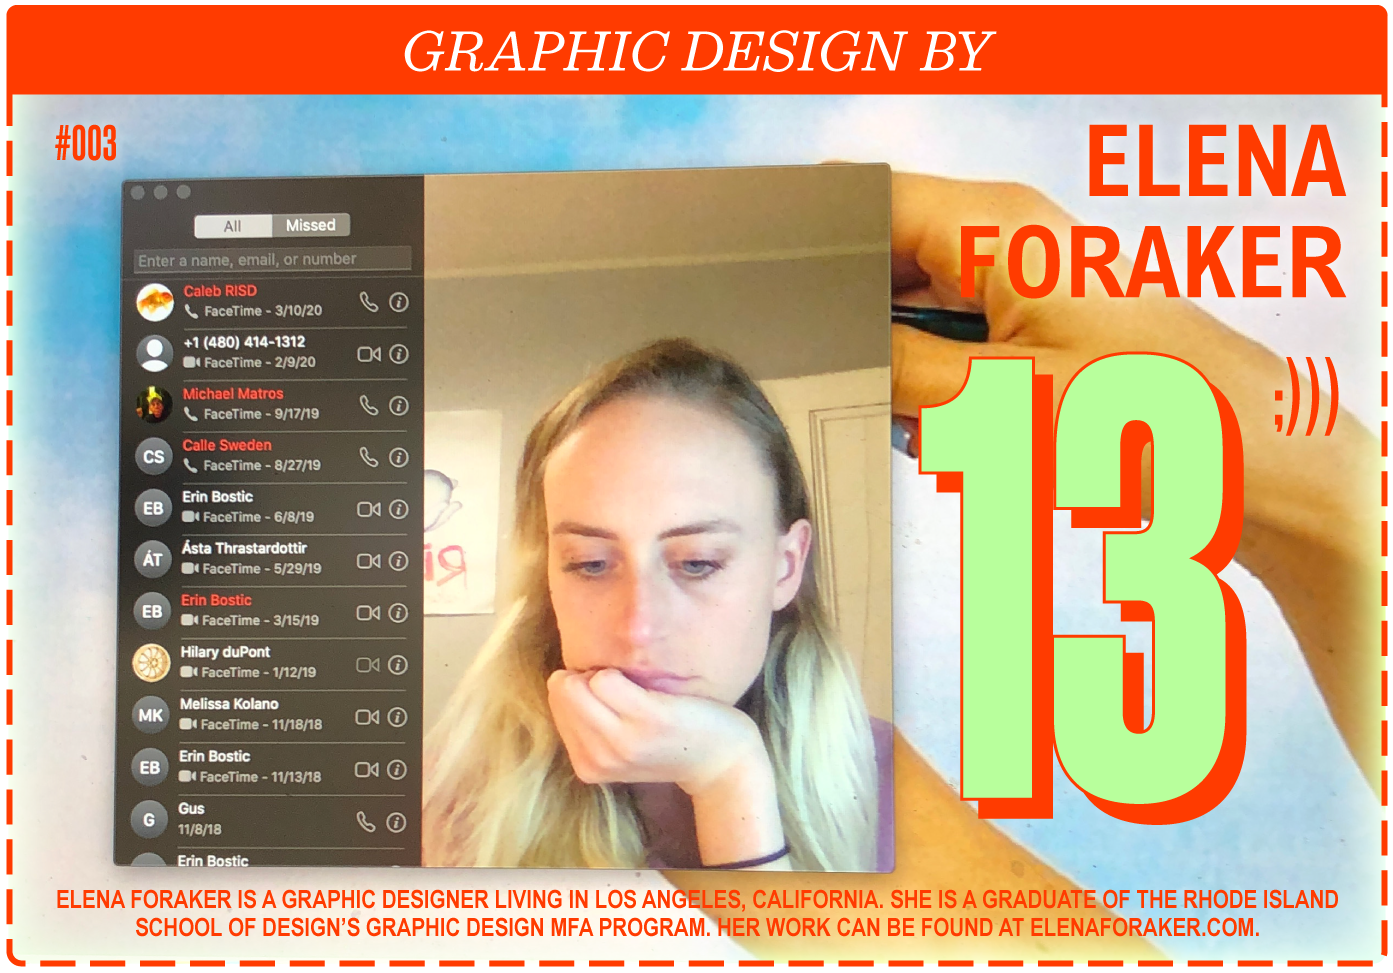 GRAPHIC DESIGN BY
#003
ELENA
FORAKER
13
;)))
All Missed
Enter a name, email, or number
Caleb RISD
FaceTime - 3/10/20
+1 (480) 414-1312
FaceTime - 2/9/20
Michael Matros
FaceTime - 9/17/19
CS
Calle Sweden
FaceTime - 8/27/19
EB
Erin Bostic
FaceTime - 6/8/19
ÁT
Ásta Thrastardottir
FaceTime - 5/29/19
EB
Erin Bostic
FaceTime - 3/15/19
Hilary duPont
FaceTime - 1/12/19
MK
Melissa Kolano
FaceTime - 11/18/18
EB
Erin Bostic
FaceTime - 11/13/18
G
Gus
11/8/18
Erin Bostic
ELENA FORAKER IS A GRAPHIC DESIGNER LIVING IN LOS ANGELES, CALIFORNIA. SHE IS A GRADUATE OF THE RHODE ISLAND
SCHOOL OF DESIGN'S GRAPHIC DESIGN MFA PROGRAM. HER WORK CAN BE FOUND AT ELENAFORAKER.COM.